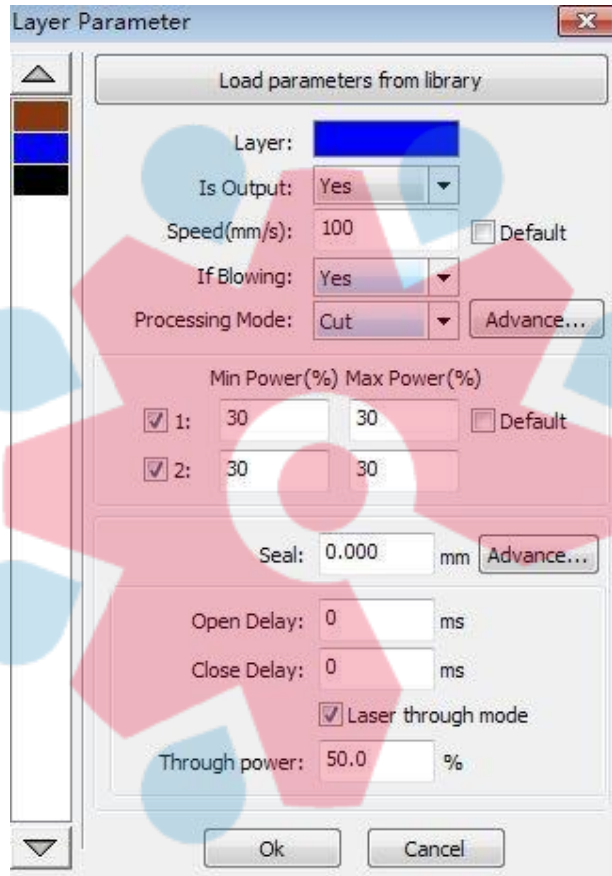 Layer Parameter
Load parameters from library
Layer:
Is Output: Yes
Speed(mm/s): 100 Default
If Blowing: Yes
Processing Mode: Cut Advance...
Min Power(%) Max Power(%)
1: 30 30 Default
2: 30 30
Seal: 0.000 mm Advance...
Open Delay: 0 ms
Close Delay: 0 ms
Laser through mode
Through power: 50.0 %
Ok Cancel